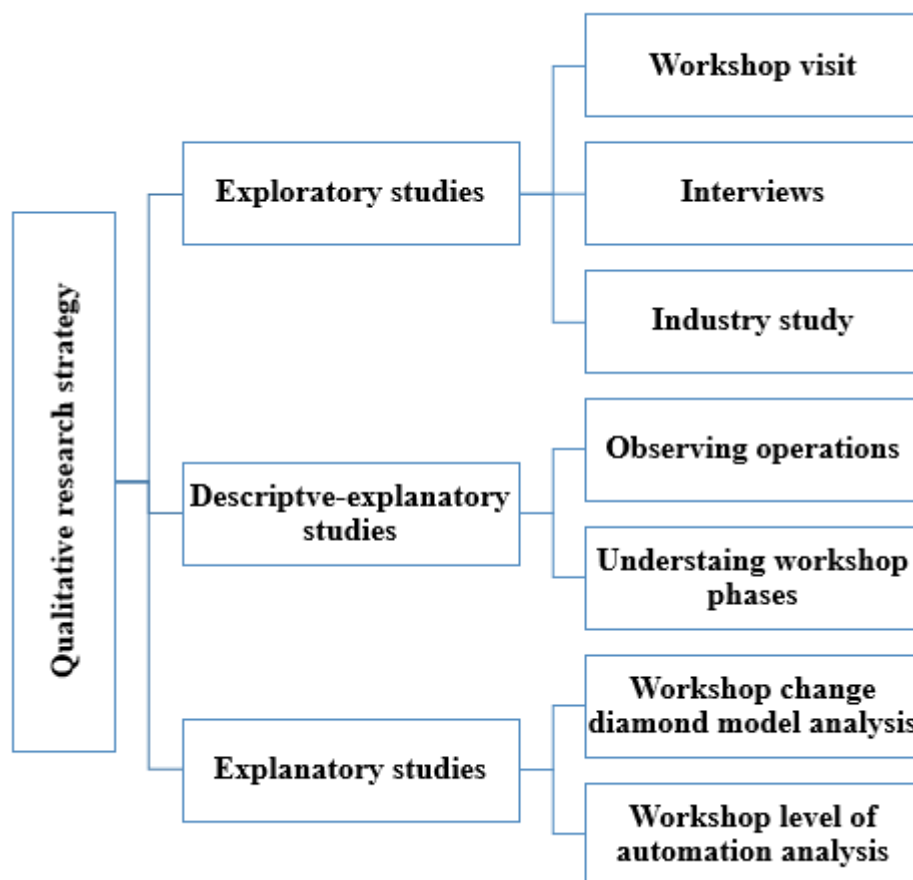 Qualitative research strategy
Exploratory studies
Workshop visit
Interviews
Industry study
Descriptve-explanatory
studies
Observing operations
Understaing workshop
phases
Explanatory studies
Workshop change
diamond model analysis
Workshop level of
automation analysis